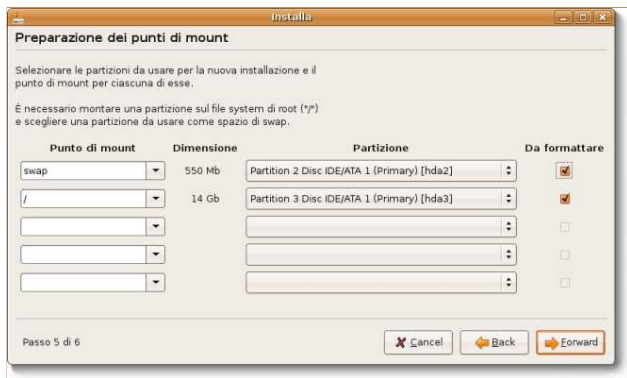 Installa
Preparazione dei punti di mount
Selezionare le partizioni da usare per la nuova installazione e il
punto di mount per ciascuna di esse.
È necessario montare una partizione sul file system di root ("/")
e scegliere una partizione da usare come spazio di swap.
Punto di mount Dimensione Partizione Da formattare
swap 550 Mb Partition 2 Disc IDE/ATA 1 (Primary) [hda2]
/ 14 Gb Partition 3 Disc IDE/ATA 1 (Primary) [hda3]
Passo 5 di 6 Cancel Back Forward